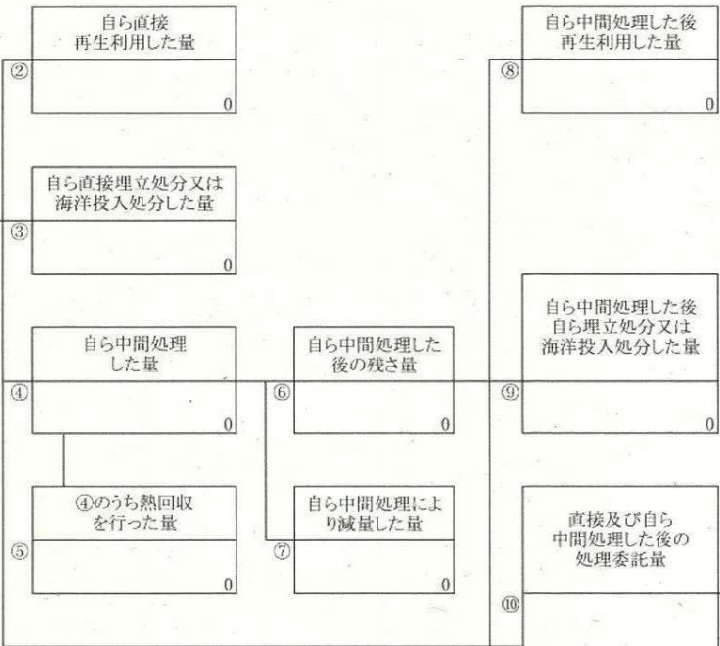 自ら直接
再生利用した量
②
0
自ら直接埋立処分又は
海洋投入処分した量
③
0
自ら中間処理
した量
④
0
④のうち熱回収
を行った量
⑤
0
自ら中間処理した
後の残さ量
⑥
0
自ら中間処理によ
り減量した量
⑦
0
自ら中間処理した後
再生利用した量
⑧
0
自ら中間処理した後
自ら埋立処分又は
海洋投入処分した量
⑨
0
直接及び自ら
中間処理した後の
処理委託量
⑩